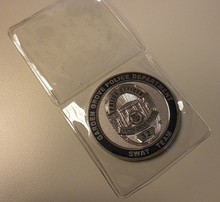 GARDEN GROVE POLICE DEPARTMENT
SWAT TEAM